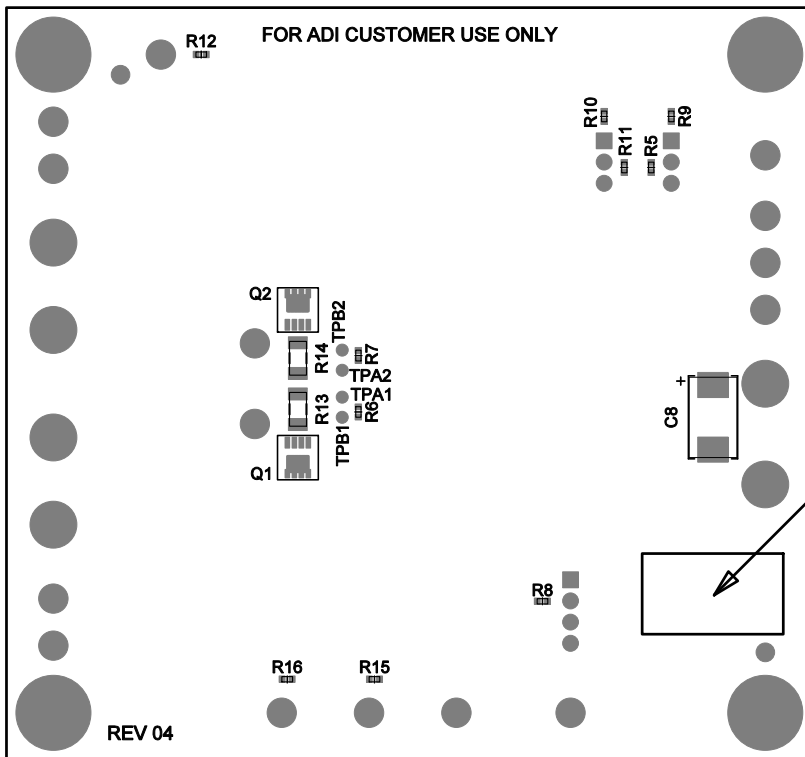 R12
FOR ADI CUSTOMER USE ONLY
R10
R11
R5
R9
Q2
TPB2
R14
R7
TPA2
TPA1
R13
R6
TPB1
Q1
+
C8
R8
R16
R15
REV 04